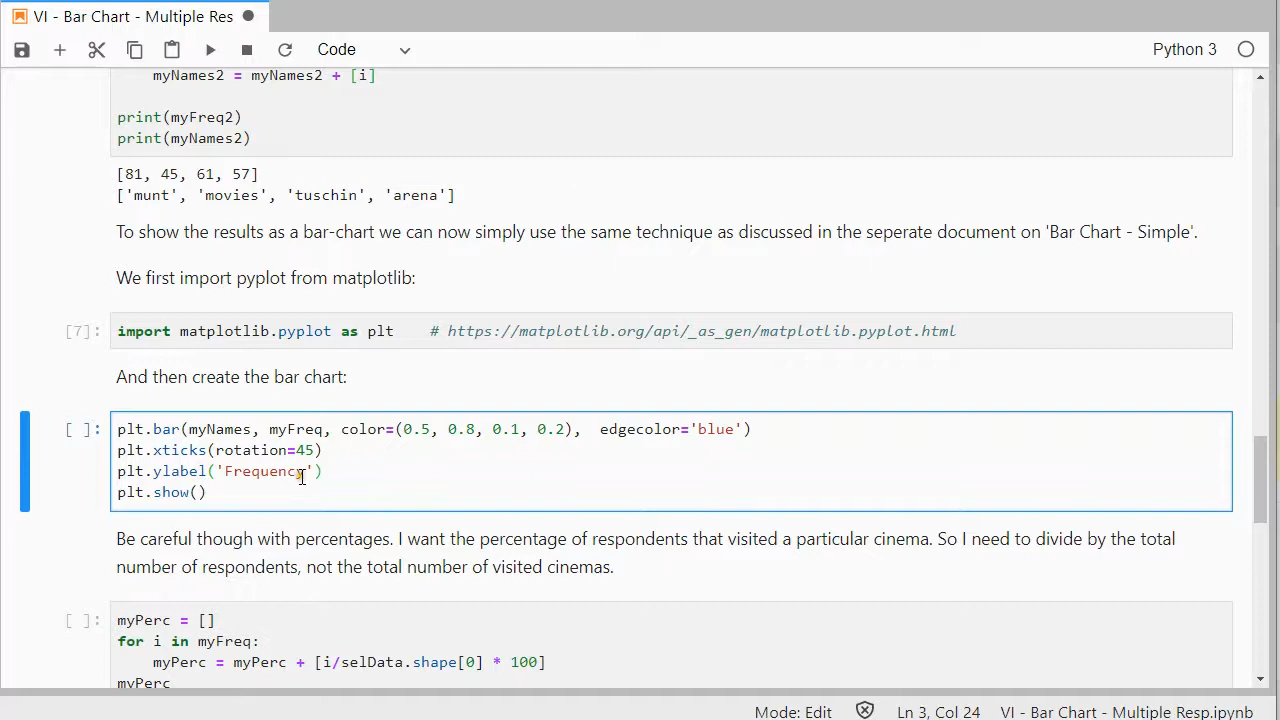 VI - Bar Chart - Multiple Res
Code
Python 3
myNames2 = myNames2 + [i]
print(myFreq2)
print(myNames2)
[81, 45, 61, 57]
['munt', 'movies', 'tuschin', 'arena']
To show the results as a bar-chart we can now simply use the same technique as discussed in the seperate document on 'Bar Chart - Simple'.
We first import pyplot from matplotlib:
[7]: import matplotlib.pyplot as plt    # https://matplotlib.org/api/_as_gen/matplotlib.pyplot.html
And then create the bar chart:
[ ]: plt.bar(myNames, myFreq, color=(0.5, 0.8, 0.1, 0.2),  edgecolor='blue')
plt.xticks(rotation=45)
plt.ylabel('Frequency')
plt.show()
Be careful though with percentages. I want the percentage of respondents that visited a particular cinema. So I need to divide by the total
number of respondents, not the total number of visited cinemas.
[ ]: myPerc = []
for i in myFreq:
myPerc = myPerc + [i/selData.shape[0] * 100]
myPerc
Mode: Edit
Ln 3, Col 24
VI - Bar Chart - Multiple Resp.ipynb